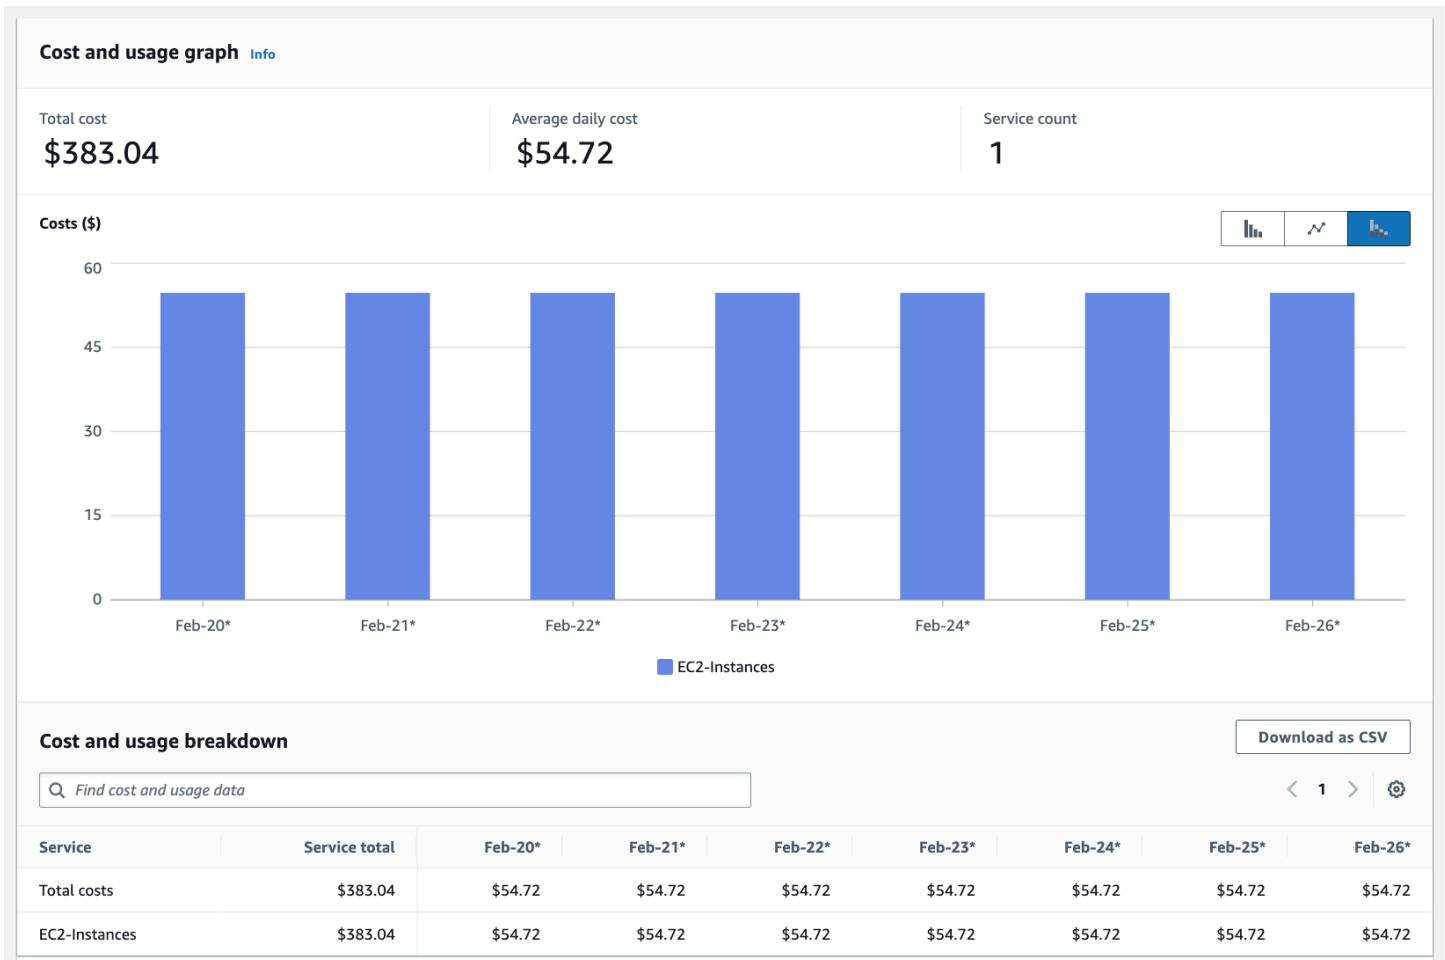 Cost and usage graph Info
Total cost Average daily cost Service count
$383.04 $54.72 1
Costs ($)
60
45
30
15
0
Feb-20* Feb-21* Feb-22* Feb-23* Feb-24* Feb-25* Feb-26*
EC2-Instances
Cost and usage breakdown Download as CSV
Find cost and usage data 1
Service Service total Feb-20* Feb-21* Feb-22* Feb-23* Feb-24* Feb-25* Feb-26*
Total costs $383.04 $54.72 $54.72 $54.72 $54.72 $54.72 $54.72 $54.72
EC2-Instances $383.04 $54.72 $54.72 $54.72 $54.72 $54.72 $54.72 $54.72